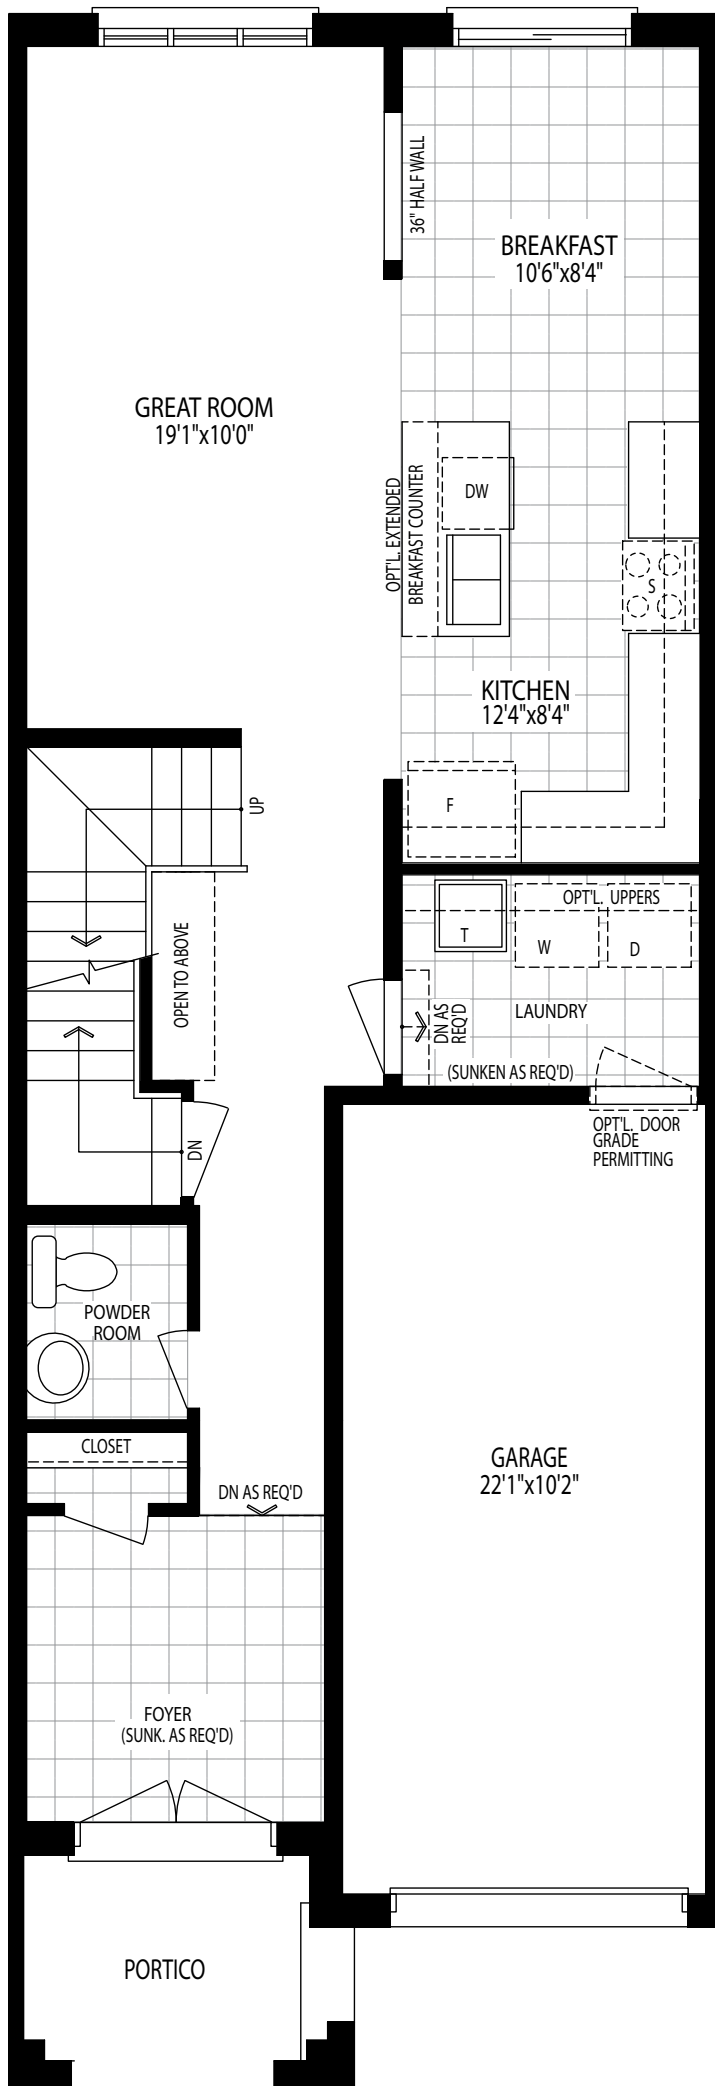 36" HALF WALL
BREAKFAST
10'6"x8'4"
GREAT ROOM
19'1"x10'0"
OPT'L. EXTENDED
BREAKFAST COUNTER
DW
S
KITCHEN
12'4"x8'4"
F
UP
OPEN TO ABOVE
OPT'L. UPPERS
T
W
D
DN AS
REQ'D
LAUNDRY
(SUNKEN AS REQ'D)
OPT'L. DOOR
GRADE
PERMITTING
DN
POWDER
ROOM
CLOSET
DN AS REQ'D
GARAGE
22'1"x10'2"
FOYER
(SUNK. AS REQ'D)
PORTICO